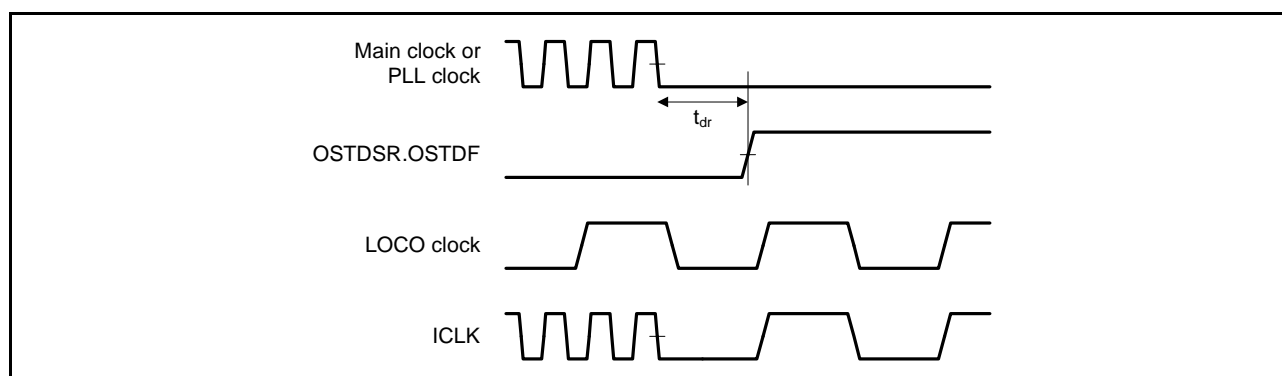 Main clock or
PLL clock
tdr
OSTDSR.OSTDF
LOCO clock
ICLK